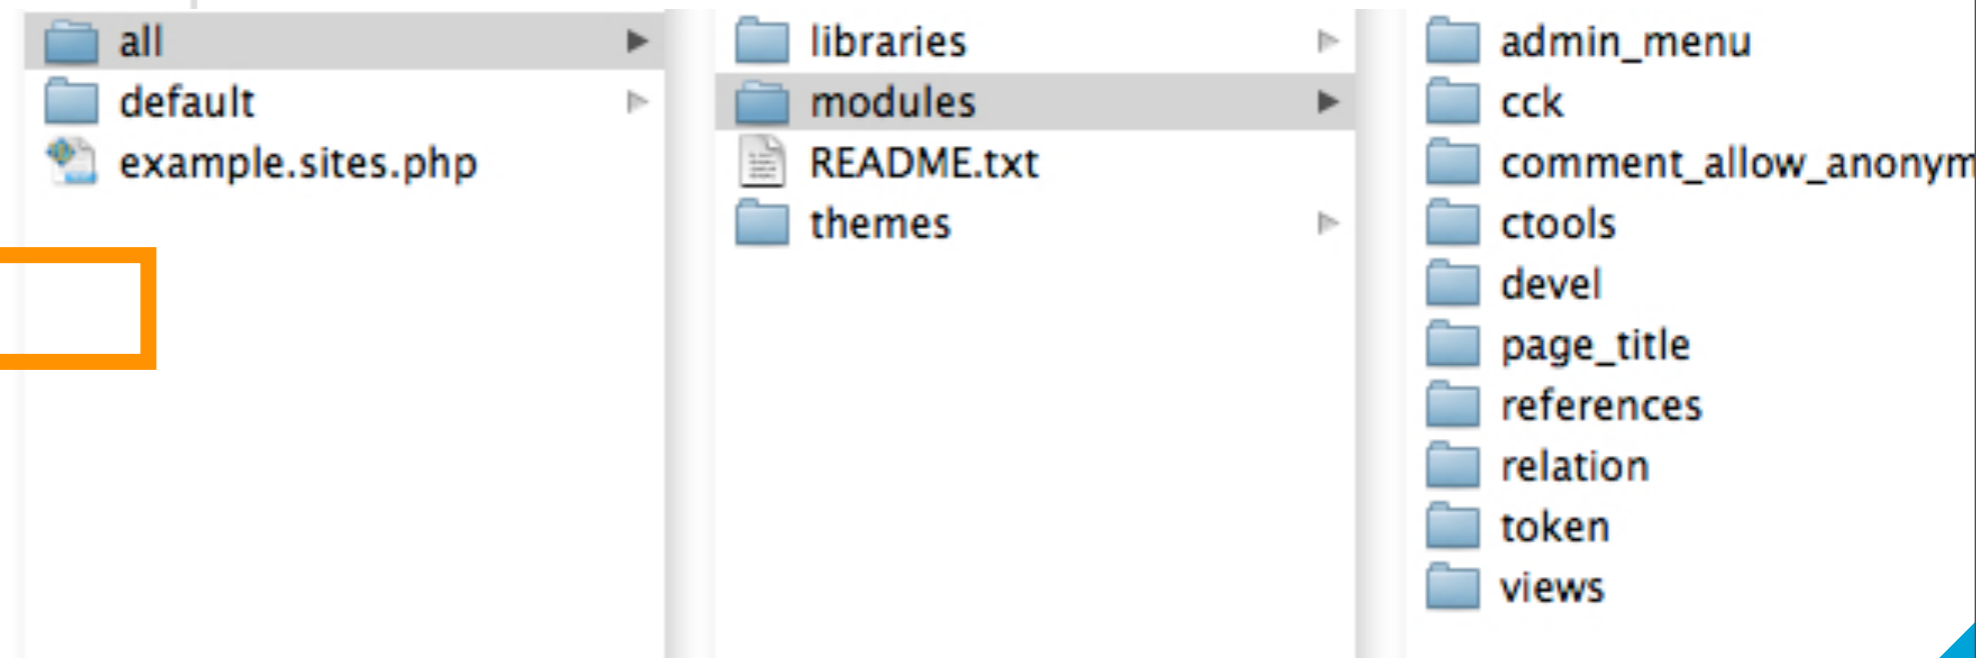 all
default
example.sites.php
libraries
modules
README.txt
themes
admin_menu
cck
comment_allow_anonym
ctools
devel
page_title
references
relation
token
views